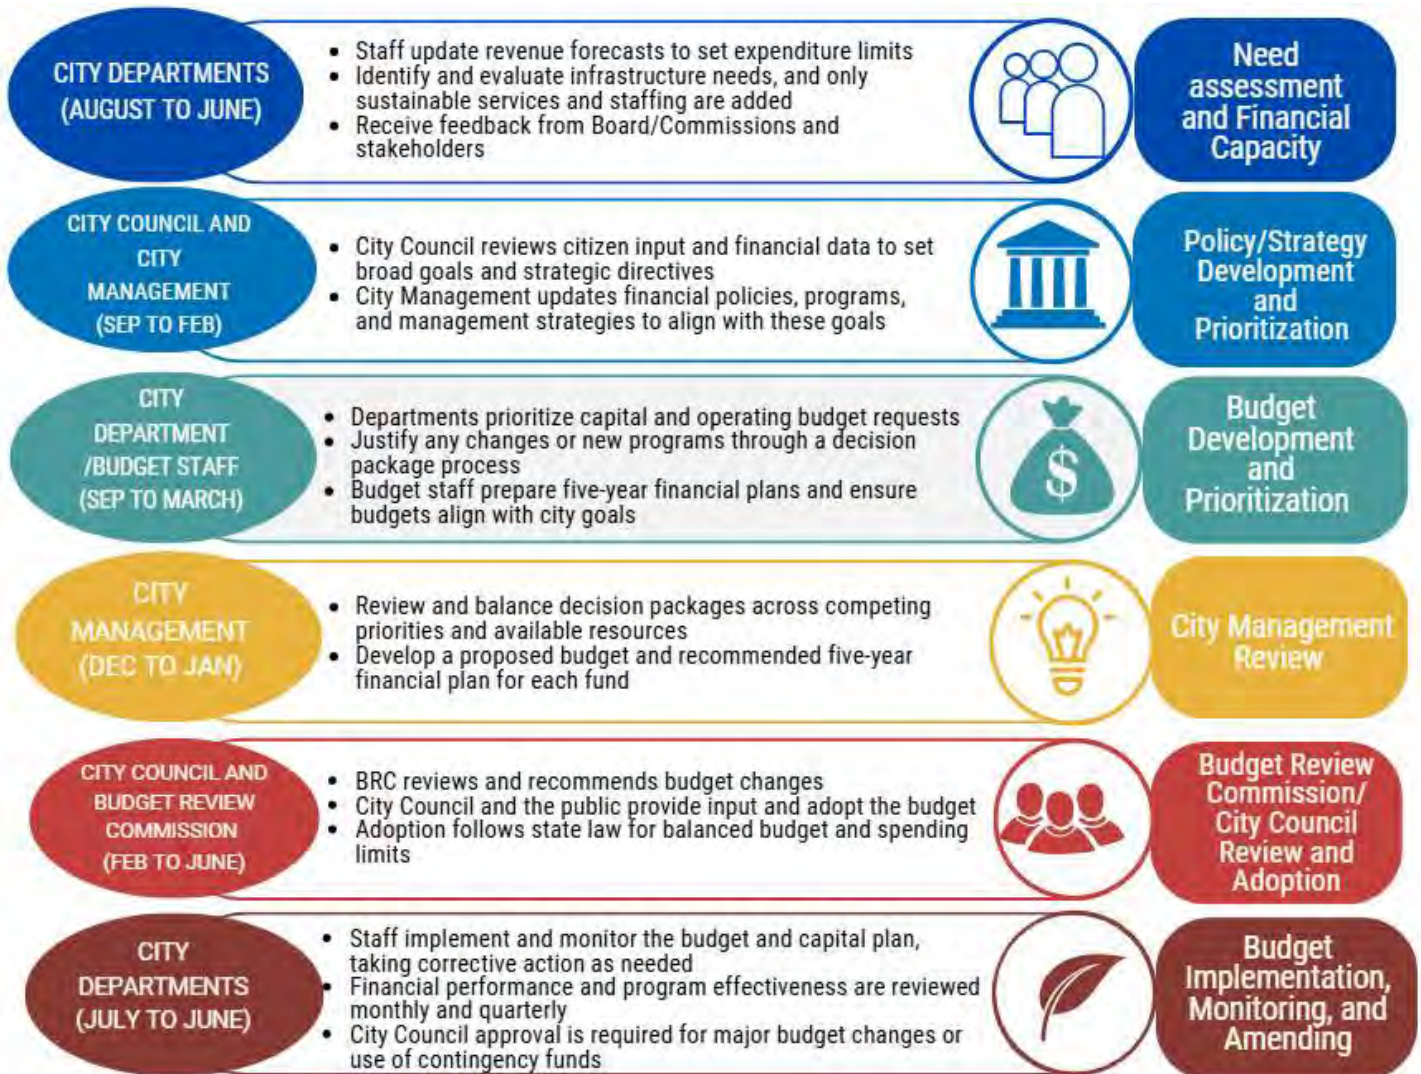 CITY DEPARTMENTS
(AUGUST TO JUNE)
• Staff update revenue forecasts to set expenditure limits
• Identify and evaluate infrastructure needs, and only
sustainable services and staffing are added
• Receive feedback from Board/Commissions and
stakeholders
Need
assessment
and Financial
Capacity
CITY COUNCIL AND
CITY
MANAGEMENT
(SEP TO FEB)
• City Council reviews citizen input and financial data to set
broad goals and strategic directives
• City Management updates financial policies, programs,
and management strategies to align with these goals
Policy/Strategy
Development
and
Prioritization
CITY
DEPARTMENT
/BUDGET STAFF
(SEP TO MARCH)
• Departments prioritize capital and operating budget requests
• Justify any changes or new programs through a decision
package process
• Budget staff prepare five-year financial plans and ensure
budgets align with city goals
$
Budget
Development
and
Prioritization
CITY
MANAGEMENT
(DEC TO JAN)
• Review and balance decision packages across competing
priorities and available resources
• Develop a proposed budget and recommended five-year
financial plan for each fund
City Management
Review
CITY COUNCIL AND
BUDGET REVIEW
COMMISSION
(FEB TO JUNE)
• BRC reviews and recommends budget changes
• City Council and the public provide input and adopt the budget
• Adoption follows state law for balanced budget and spending
limits
Budget Review
Commission/
City Council
Review and
Adoption
CITY
DEPARTMENTS
(JULY TO JUNE)
• Staff implement and monitor the budget and capital plan,
taking corrective action as needed
• Financial performance and program effectiveness are reviewed
monthly and quarterly
• City Council approval is required for major budget changes or
use of contingency funds
Budget
Implementation,
Monitoring, and
Amending